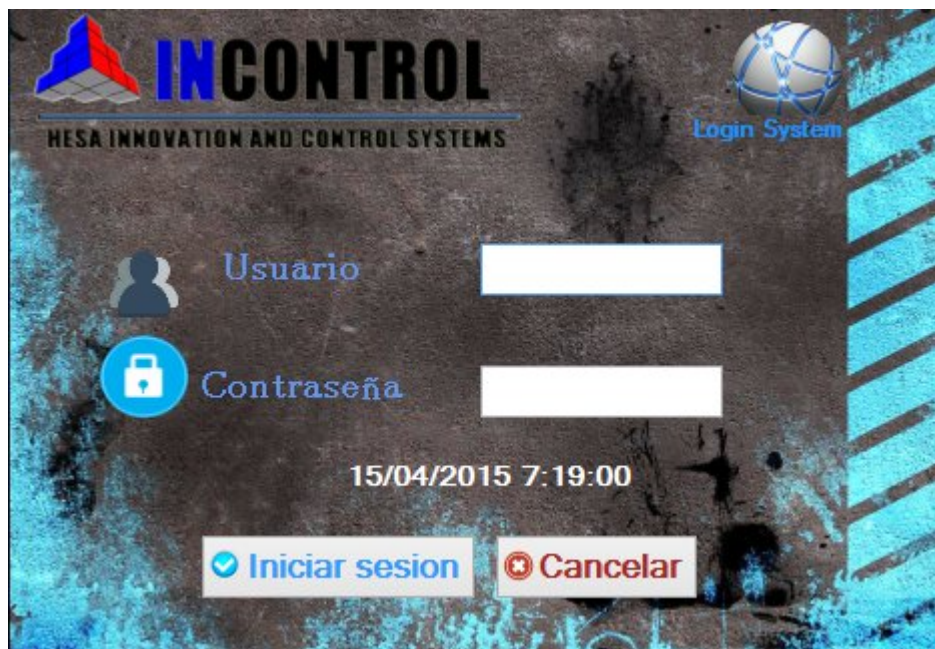 INCONTROL
HESA INNOVATION AND CONTROL SYSTEMS
Login System
Usuario
Contraseña
15/04/2015 7:19:00
Iniciar sesion
Cancelar